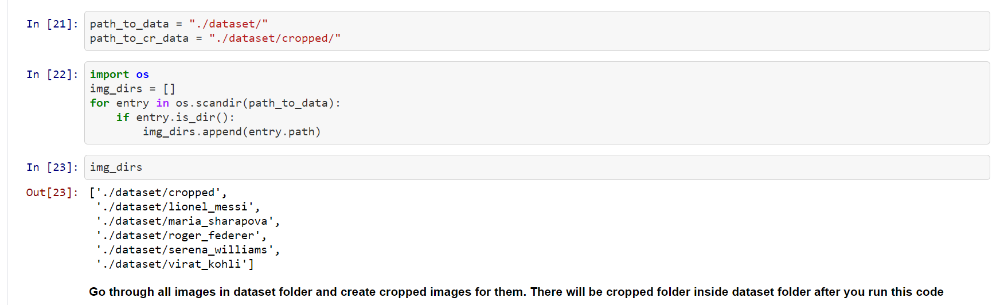 In [21]: path_to_data = "./dataset/"
path_to_cr_data = "./dataset/cropped/"
In [22]: import os
img_dirs = []
for entry in os.scandir(path_to_data):
    if entry.is_dir():
        img_dirs.append(entry.path)
In [23]: img_dirs
Out[23]: ['./dataset/cropped',
 './dataset/lionel_messi',
 './dataset/maria_sharapova',
 './dataset/roger_federer',
 './dataset/serena_williams',
 './dataset/virat_kohli']
Go through all images in dataset folder and create cropped images for them. There will be cropped folder inside dataset folder after you run this code